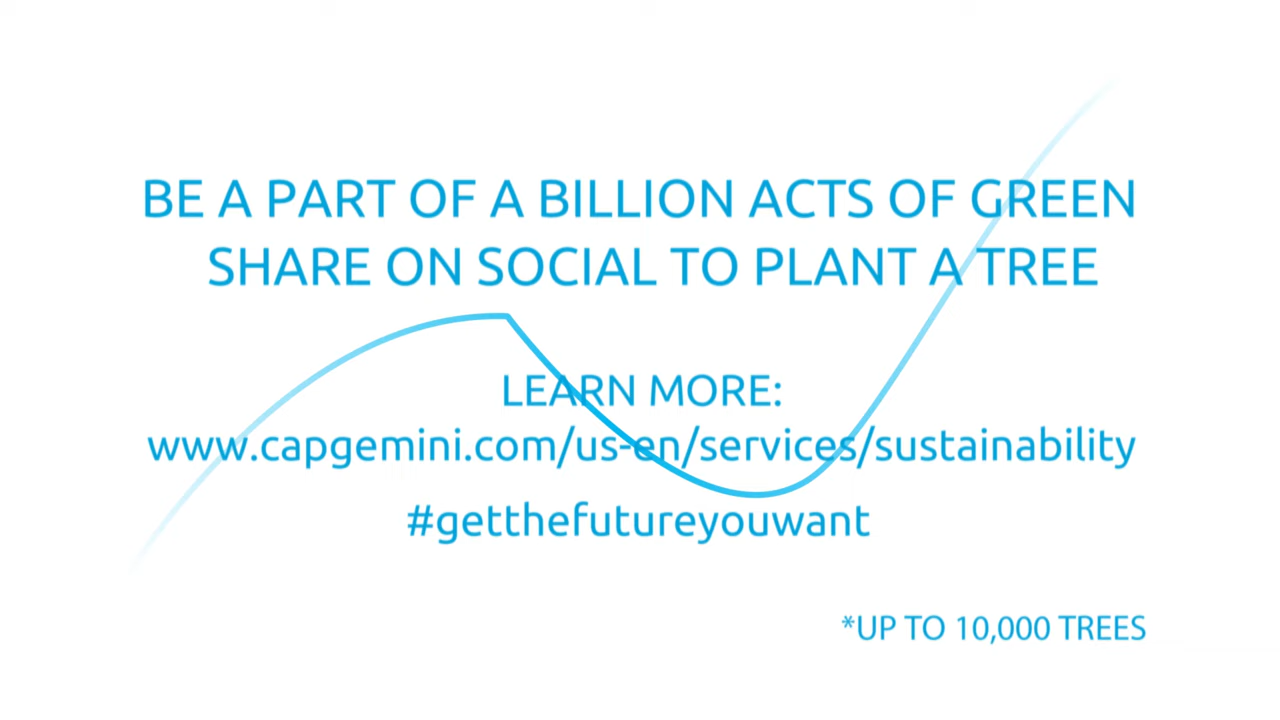 BE A PART OF A BILLION ACTS OF GREEN
SHARE ON SOCIAL TO PLANT A TREE
LEARN MORE:
www.capgemini.com/us-en/services/sustainability
#getthefutureyouwant
*UP TO 10,000 TREES